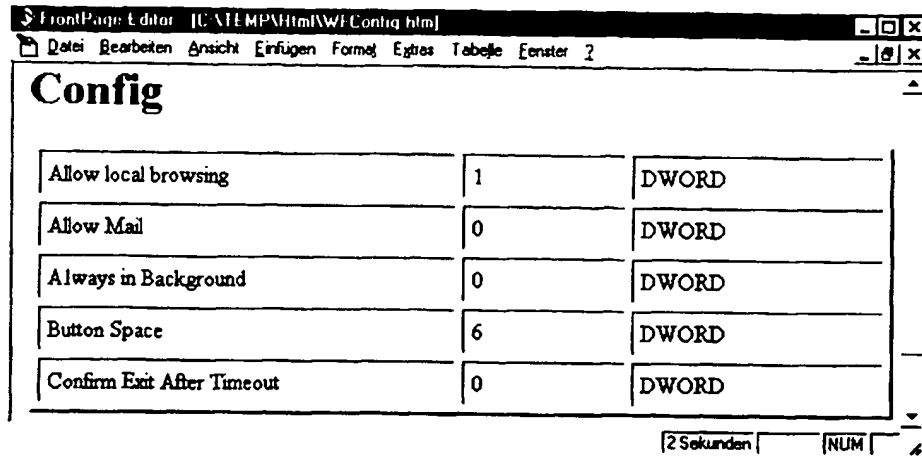 FrontPage Editor - [C:\TEMP\Html\WFConfig.htm]
Datei Bearbeiten Ansicht Einfügen Format Extras Tabelle Fenster ?
Config
Allow local browsing 1 DWORD
Allow Mail 0 DWORD
Always in Background 0 DWORD
Button Space 6 DWORD
Confirm Exit After Timeout 0 DWORD
2 Sekunden NUM